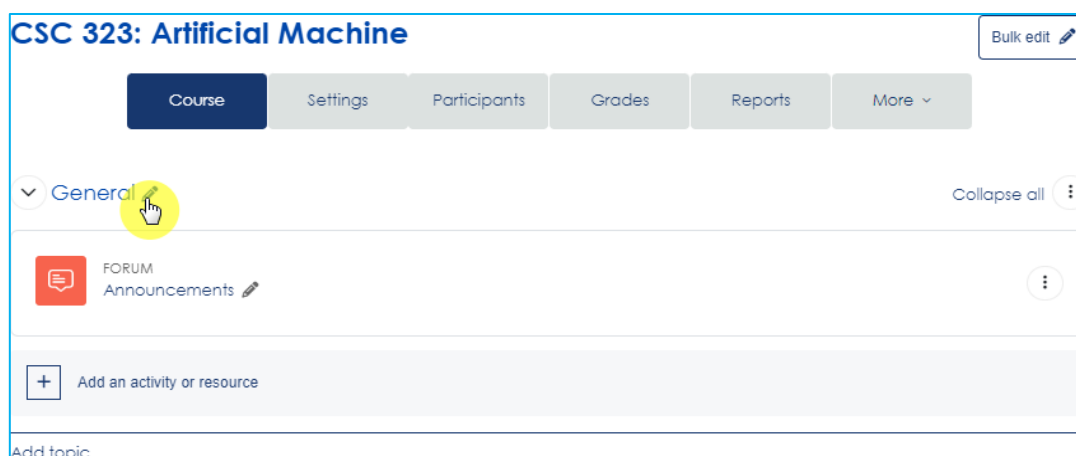 CSC 323: Artificial Machine
Bulk edit
Course Settings Participants Grades Reports More
General
Collapse all
FORUM
Announcements
Add an activity or resource
Add topic